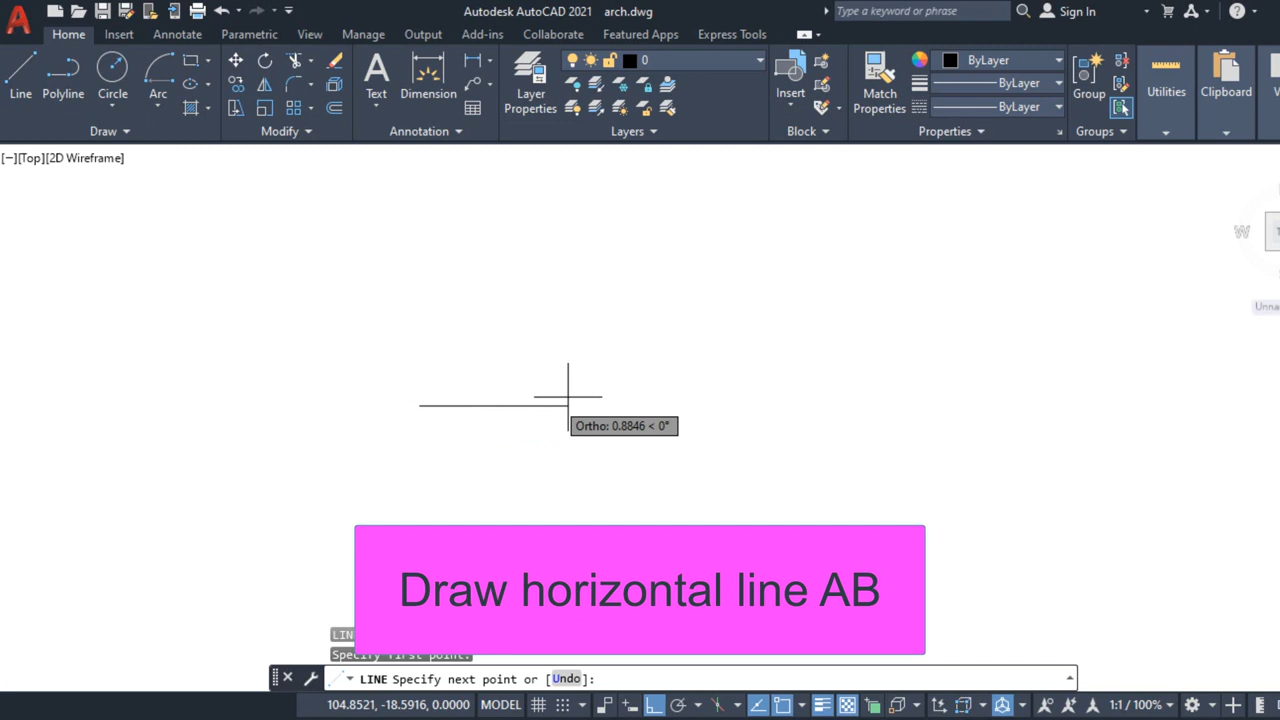 Autodesk AutoCAD 2021 arch.dwg
Type a keyword or phrase
Sign In
Home Insert Annotate Parametric View Manage Output Add-ins Collaborate Featured Apps Express Tools
Line Polyline Circle Arc
Text Dimension
Layer Properties
0
Insert
Match Properties
ByLayer
ByLayer
ByLayer
Group
Utilities
Clipboard
Draw Modify Annotation Layers Block Properties Groups
[−][Top][2D Wireframe]
W
Ortho: 0.8846 < 0°
Draw horizontal line AB
LIN
Specify first point:
LINE Specify next point or [Undo]:
104.8521, -18.5916, 0.0000 MODEL 1:1 / 100%